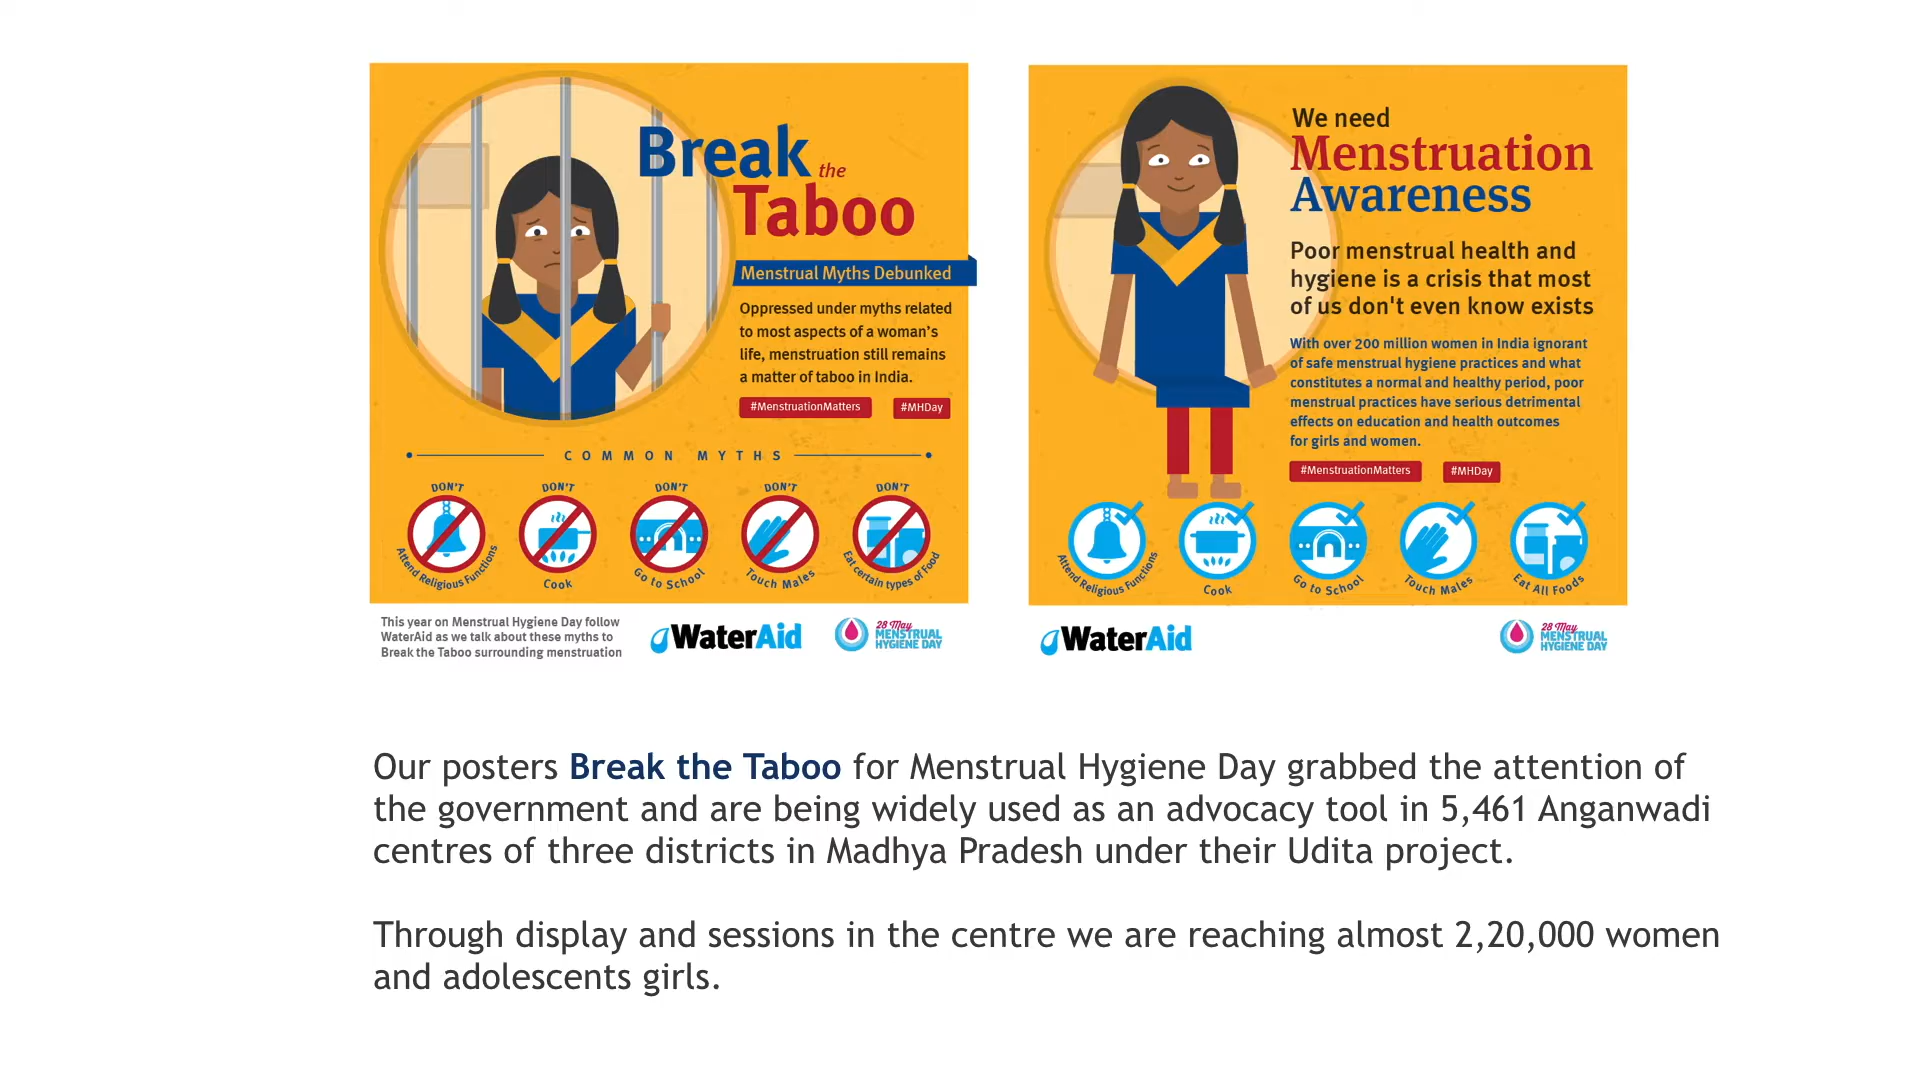 Break the
Taboo
Menstrual Myths Debunked
Oppressed under myths related
to most aspects of a woman's
life, menstruation still remains
a matter of taboo in India.
#MenstruationMatters #MHDay
COMMON MYTHS
DON'T
Attend Religious Functions
DON'T
Cook
DON'T
Go to School
DON'T
Touch Males
DON'T
Eat certain types of Food
This year on Menstrual Hygiene Day follow
WaterAid as we talk about these myths to
Break the Taboo surrounding menstruation
WaterAid
28 May
MENSTRUAL
HYGIENE DAY
We need
Menstruation
Awareness
Poor menstrual health and
hygiene is a crisis that most
of us don't even know exists
With over 200 million women in India ignorant
of safe menstrual hygiene practices and what
constitutes a normal and healthy period, poor
menstrual practices have serious detrimental
effects on education and health outcomes
for girls and women.
#MenstruationMatters #MHDay
Attend Religious Functions
Cook
Go to School
Touch Males
Eat All Foods
WaterAid
28 May
MENSTRUAL
HYGIENE DAY
Our posters Break the Taboo for Menstrual Hygiene Day grabbed the attention of
the government and are being widely used as an advocacy tool in 5,461 Anganwadi
centres of three districts in Madhya Pradesh under their Udita project.
Through display and sessions in the centre we are reaching almost 2,20,000 women
and adolescents girls.